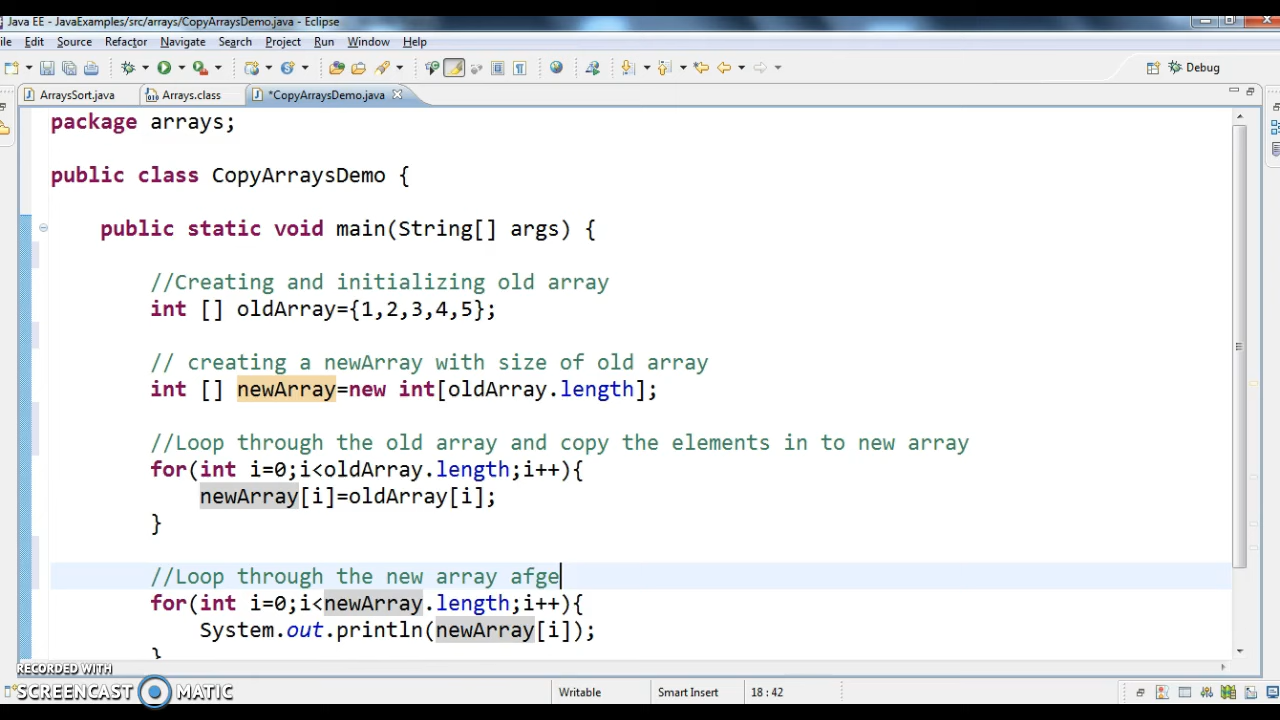 Java EE - JavaExamples/src/arrays/CopyArraysDemo.java - Eclipse
ile Edit Source Refactor Navigate Search Project Run Window Help
Debug
ArraysSort.java Arrays.class *CopyArraysDemo.java
package arrays;
public class CopyArraysDemo {
public static void main(String[] args) {
//Creating and initializing old array
int [] oldArray={1,2,3,4,5};
// creating a newArray with size of old array
int [] newArray=new int[oldArray.length];
//Loop through the old array and copy the elements in to new array
for(int i=0;i<oldArray.length;i++){
newArray[i]=oldArray[i];
}
//Loop through the new array afge
for(int i=0;i<newArray.length;i++){
System.out.println(newArray[i]);
}
RECORDED WITH
SCREENCAST MATIC
Writable Smart Insert 18 : 42